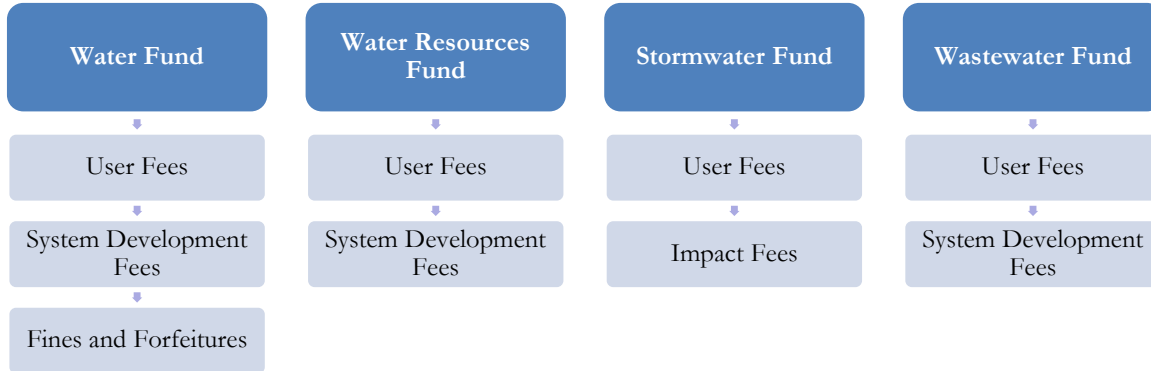 Water Fund
User Fees
System Development
Fees
Fines and Forfeitures
Water Resources
Fund
User Fees
System Development
Fees
Stormwater Fund
User Fees
Impact Fees
Wastewater Fund
User Fees
System Development
Fees